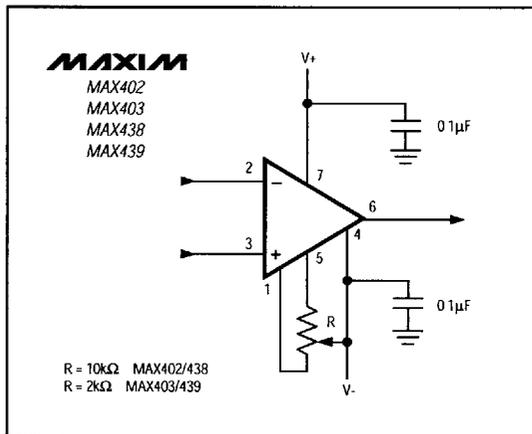 MAXIM
MAX402
MAX403
MAX438
MAX439
V+
0 1µF
2
−
7
6
3
+
4
5
1
R
0 1µF
V-
R = 10kΩ MAX402/438
R = 2kΩ MAX403/439